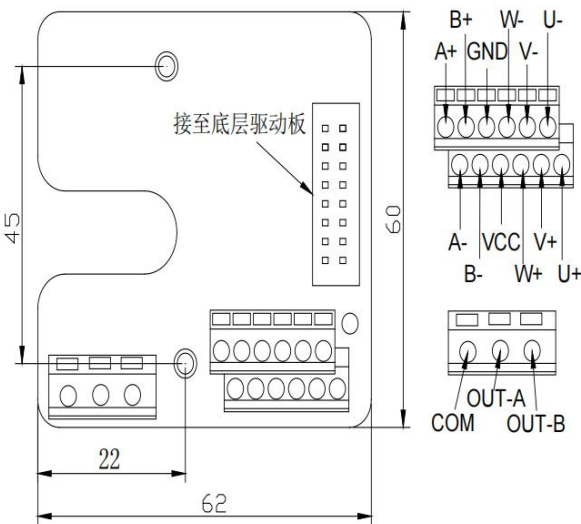 B+ W- U-
A+ GND V-
接至底层驱动板
45
60
A- VCC V+
B- W+ U+
OUT-A
COM OUT-B
22
62